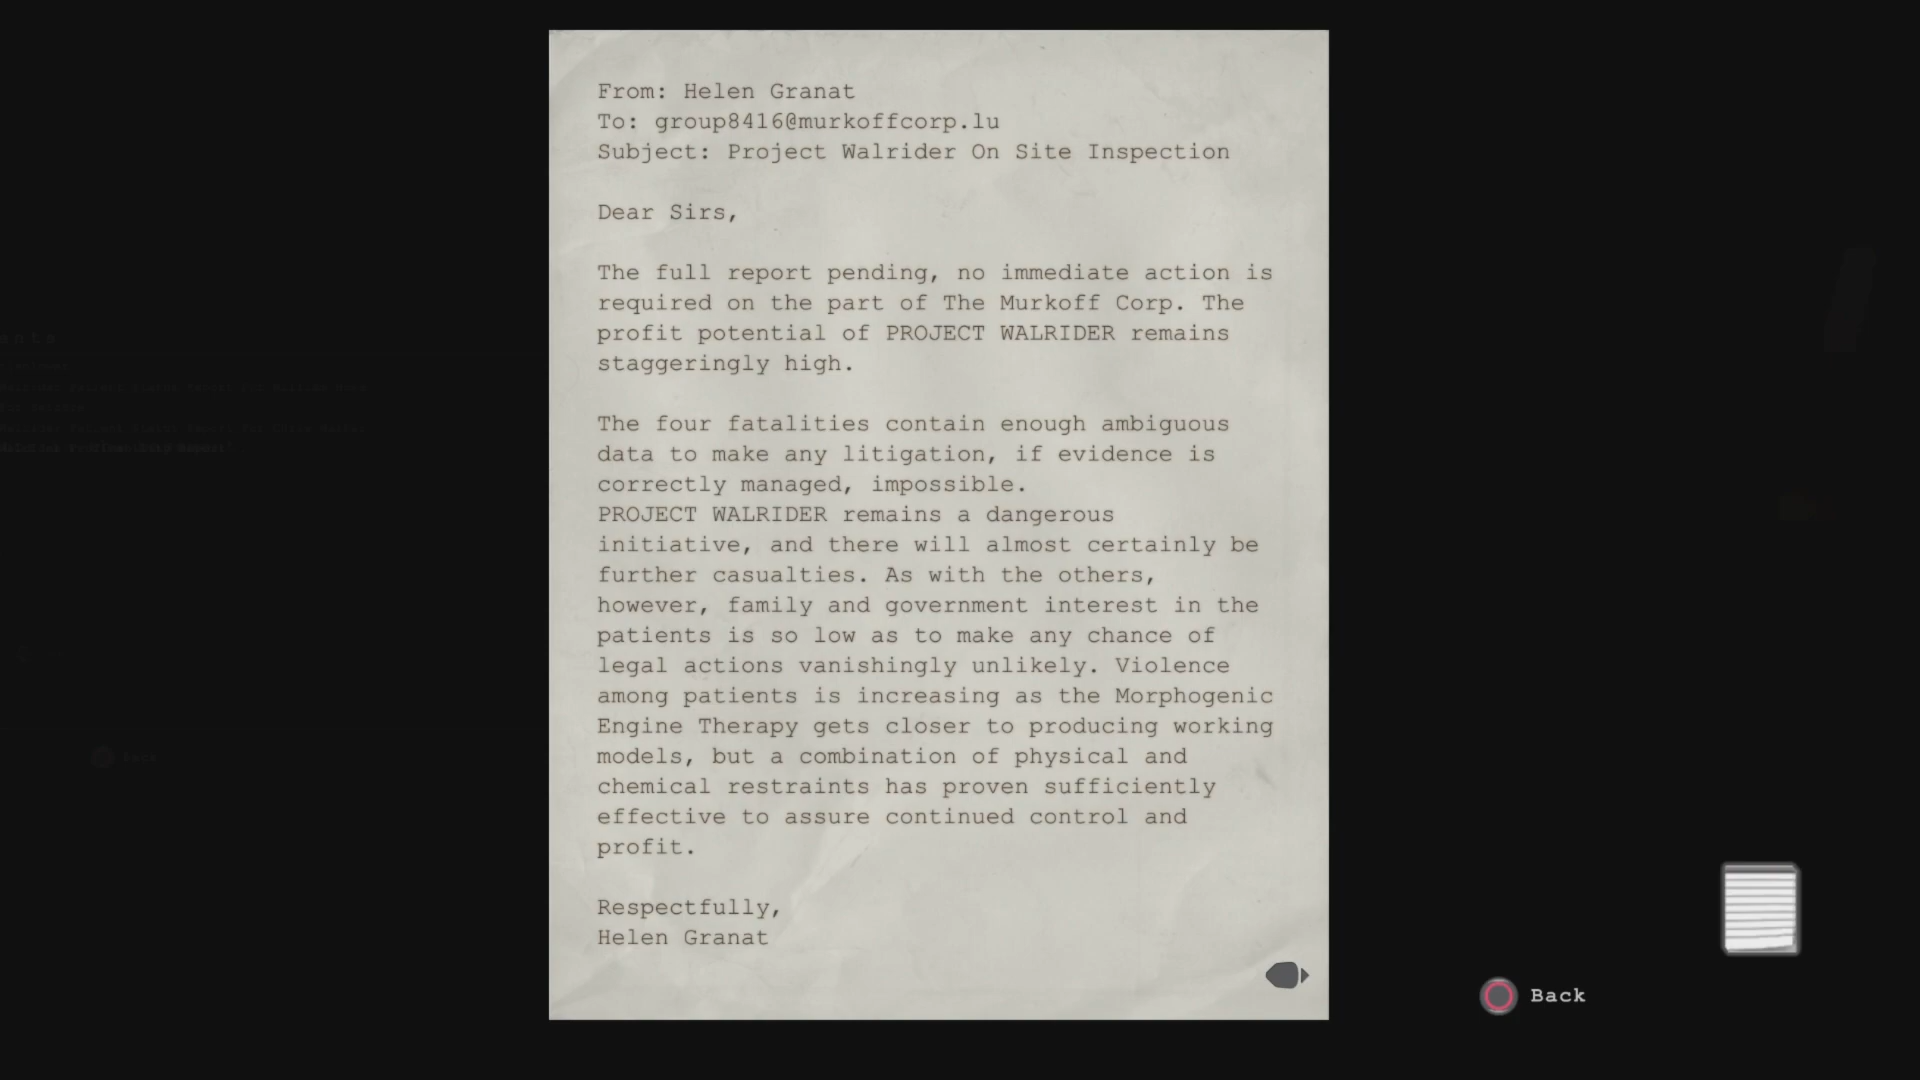 From: Helen Granat
To: group8416@murkoffcorp.lu
Subject: Project Walrider On Site Inspection
Dear Sirs,
The full report pending, no immediate action is
required on the part of The Murkoff Corp. The
profit potential of PROJECT WALRIDER remains
staggeringly high.
The four fatalities contain enough ambiguous
data to make any litigation, if evidence is
correctly managed, impossible.
PROJECT WALRIDER remains a dangerous
initiative, and there will almost certainly be
further casualties. As with the others,
however, family and government interest in the
patients is so low as to make any chance of
legal actions vanishingly unlikely. Violence
among patients is increasing as the Morphogenic
Engine Therapy gets closer to producing working
models, but a combination of physical and
chemical restraints has proven sufficiently
effective to assure continued control and
profit.
Respectfully,
Helen Granat
Back
Back